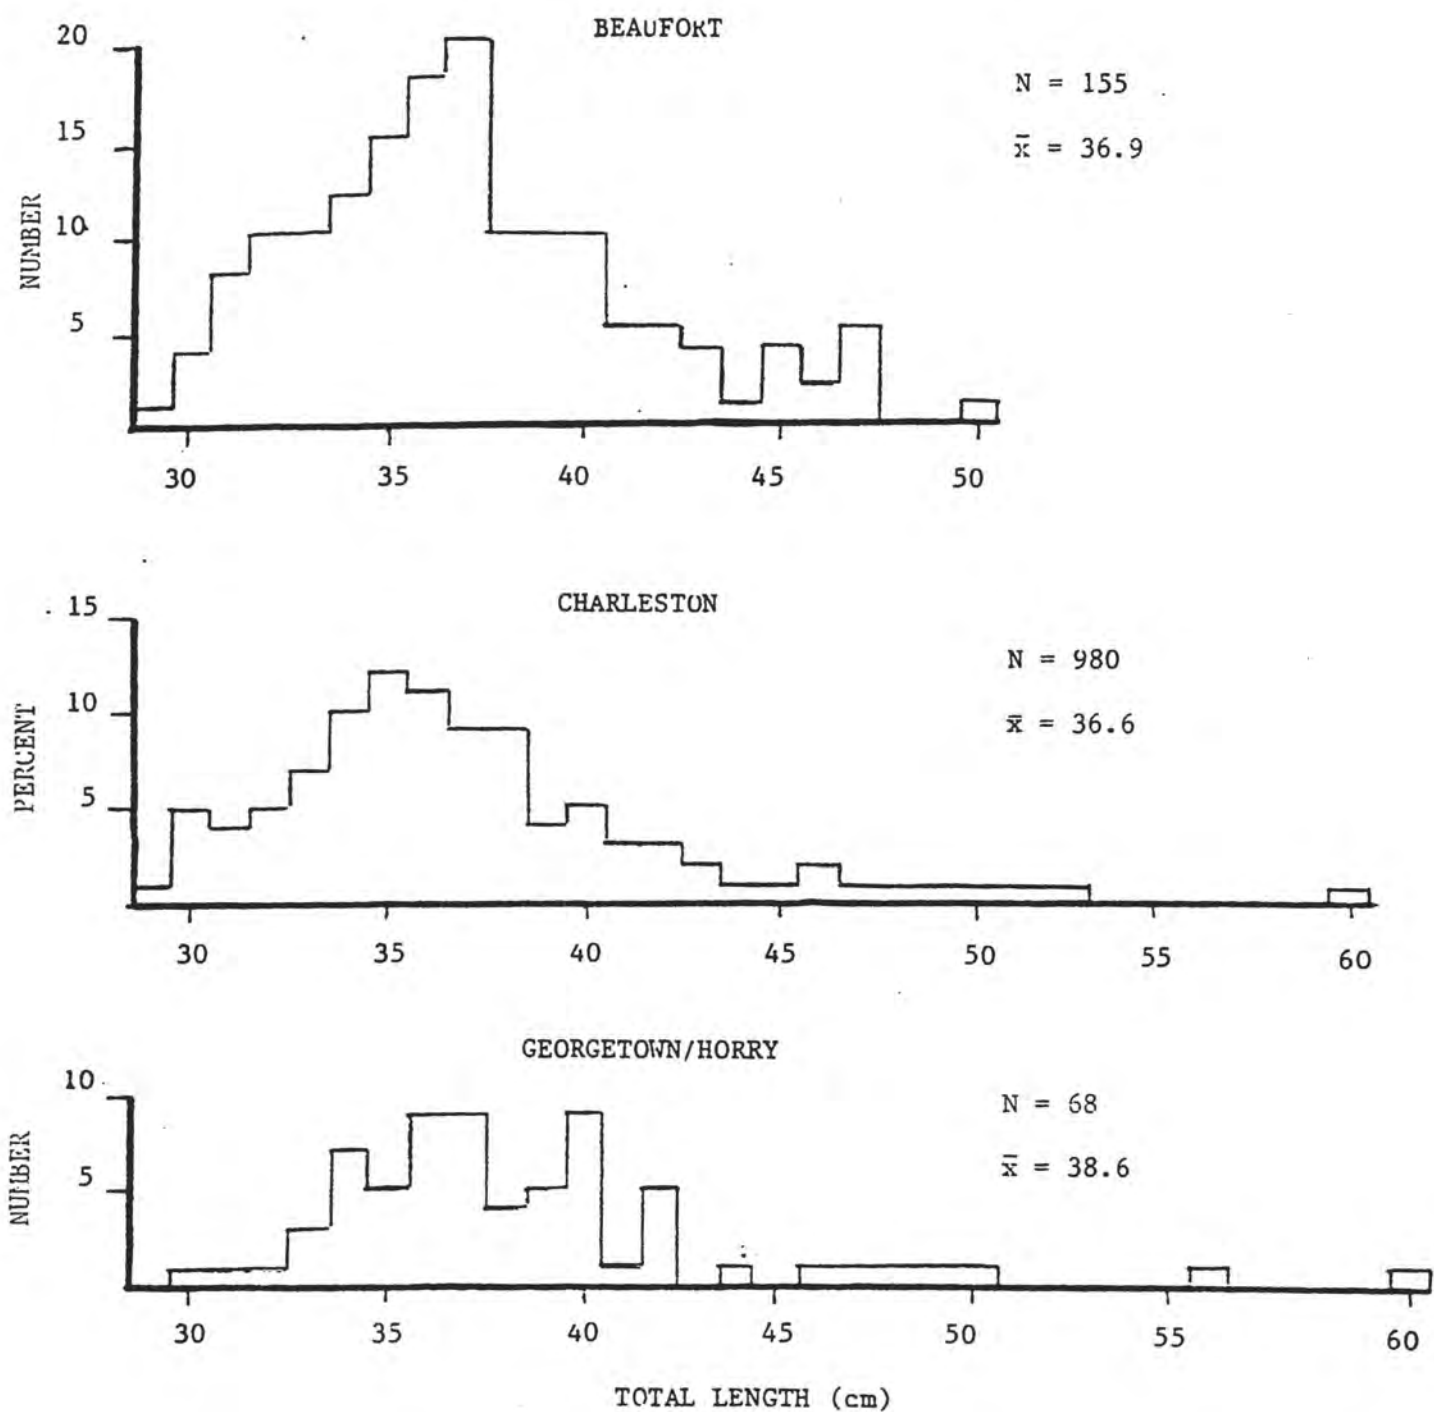 BEAUFORT
N = 155
x̄ = 36.9
NUMBER
20
15
10
5
30 35 40 45 50
CHARLESTON
N = 980
x̄ = 36.6
PERCENT
15
10
5
30 35 40 45 50 55 60
GEORGETOWN/HORRY
N = 68
x̄ = 38.6
NUMBER
10
5
30 35 40 45 50 55 60
TOTAL LENGTH (cm)